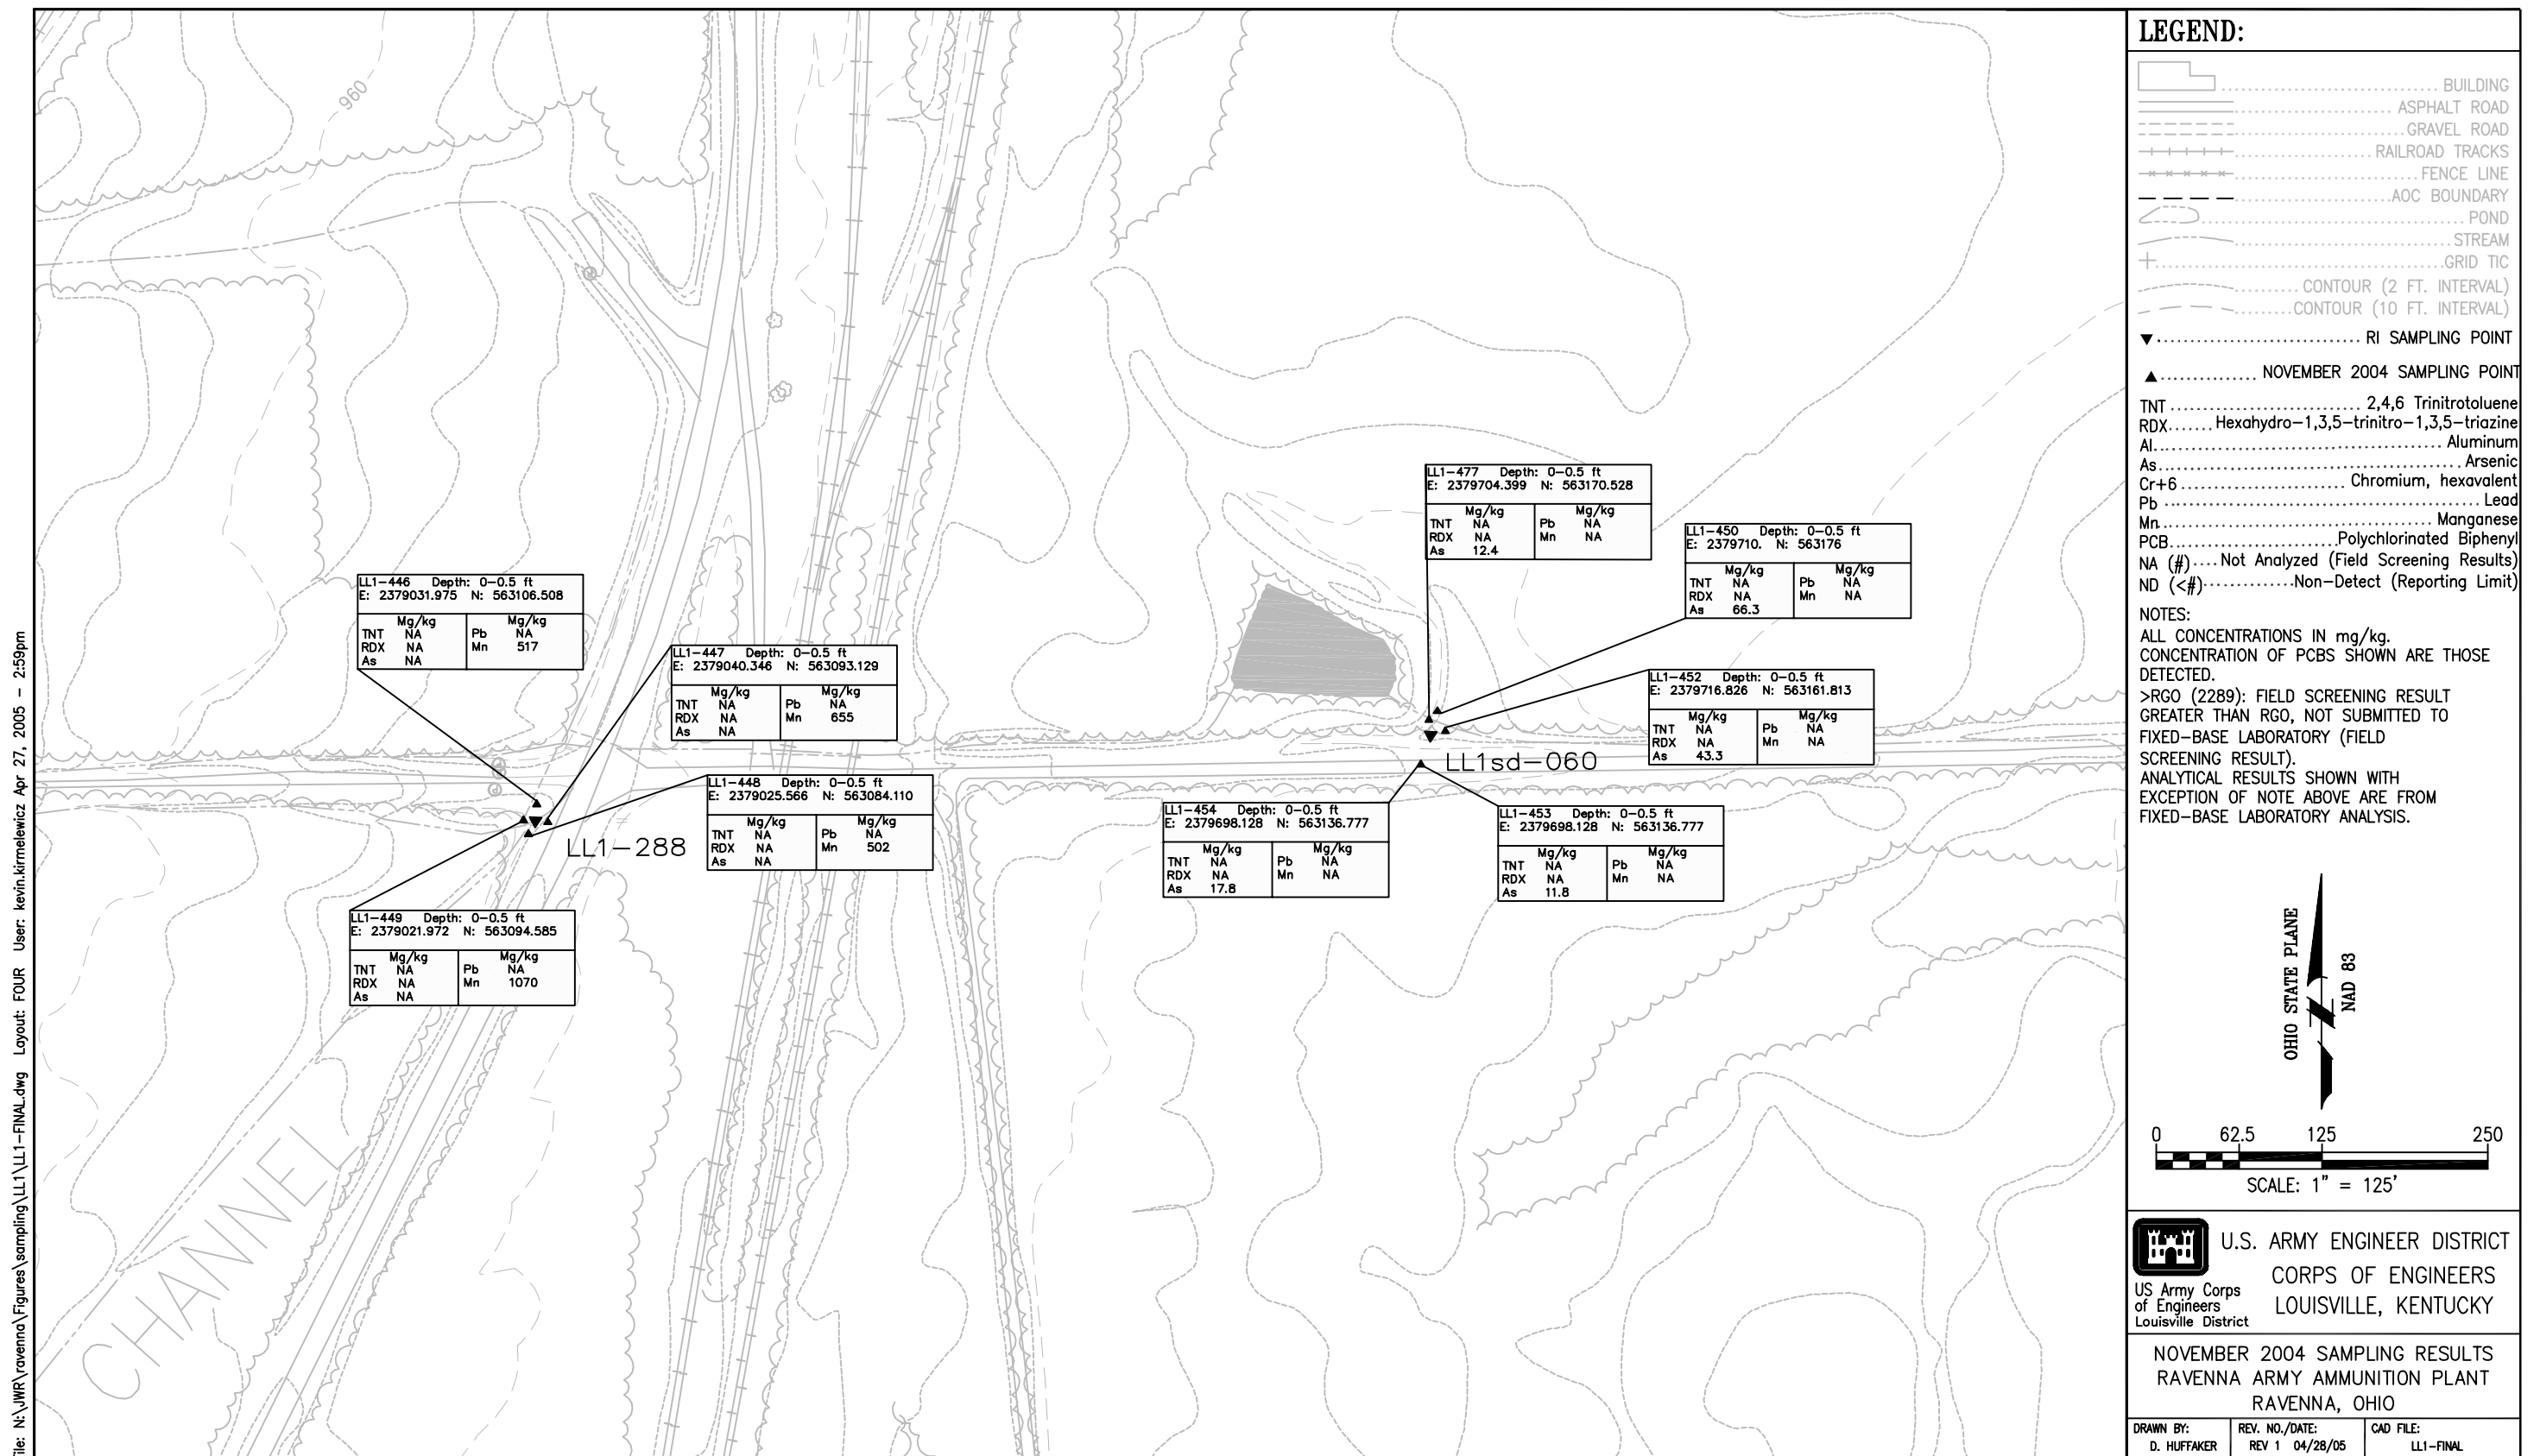 960
CHANNEL
LL1-446 Depth: 0-0.5 ft
E: 2379031.975 N: 563106.508
Mg/kg Mg/kg
TNT NA Pb NA
RDX NA Mn 517
As NA
LL1-447 Depth: 0-0.5 ft
E: 2379040.346 N: 563093.129
Mg/kg Mg/kg
TNT NA Pb NA
RDX NA Mn 655
As NA
LL1-448 Depth: 0-0.5 ft
E: 2379025.566 N: 563084.110
Mg/kg Mg/kg
TNT NA Pb NA
RDX NA Mn 502
As NA
LL1-288
LL1-449 Depth: 0-0.5 ft
E: 2379021.972 N: 563094.585
Mg/kg Mg/kg
TNT NA Pb NA
RDX NA Mn 1070
As NA
LL1-477 Depth: 0-0.5 ft
E: 2379704.399 N: 563170.528
Mg/kg Mg/kg
TNT NA Pb NA
RDX NA Mn NA
As 12.4
LL1-450 Depth: 0-0.5 ft
E: 2379710. N: 563176
Mg/kg Mg/kg
TNT NA Pb NA
RDX NA Mn NA
As 66.3
LL1-452 Depth: 0-0.5 ft
E: 2379716.826 N: 563161.813
Mg/kg Mg/kg
TNT NA Pb NA
RDX NA Mn NA
As 43.3
LL1sd-060
LL1-454 Depth: 0-0.5 ft
E: 2379698.128 N: 563136.777
Mg/kg Mg/kg
TNT NA Pb NA
RDX NA Mn NA
As 17.8
LL1-453 Depth: 0-0.5 ft
E: 2379698.128 N: 563136.777
Mg/kg Mg/kg
TNT NA Pb NA
RDX NA Mn NA
As 11.8
LEGEND:
BUILDING
ASPHALT ROAD
GRAVEL ROAD
RAILROAD TRACKS
FENCE LINE
AOC BOUNDARY
POND
STREAM
GRID TIC
CONTOUR (2 FT. INTERVAL)
CONTOUR (10 FT. INTERVAL)
RI SAMPLING POINT
NOVEMBER 2004 SAMPLING POINT
TNT 2,4,6 Trinitrotoluene
RDX Hexahydro-1,3,5-trinitro-1,3,5-triazine
Al Aluminum
As Arsenic
Cr+6 Chromium, hexavalent
Pb Lead
Mn Manganese
PCB Polychlorinated Biphenyl
NA (#) Not Analyzed (Field Screening Results)
ND (<#) Non-Detect (Reporting Limit)
NOTES:
ALL CONCENTRATIONS IN mg/kg.
CONCENTRATION OF PCBS SHOWN ARE THOSE
DETECTED.
>RGO (2289): FIELD SCREENING RESULT
GREATER THAN RGO, NOT SUBMITTED TO
FIXED-BASE LABORATORY (FIELD
SCREENING RESULT).
ANALYTICAL RESULTS SHOWN WITH
EXCEPTION OF NOTE ABOVE ARE FROM
FIXED-BASE LABORATORY ANALYSIS.
OHIO STATE PLANE
NAD 83
0 62.5 125 250
SCALE: 1" = 125'
US Army Corps
of Engineers
Louisville District
U.S. ARMY ENGINEER DISTRICT
CORPS OF ENGINEERS
LOUISVILLE, KENTUCKY
NOVEMBER 2004 SAMPLING RESULTS
RAVENNA ARMY AMMUNITION PLANT
RAVENNA, OHIO
DRAWN BY:
D. HUFFAKER
REV. NO./DATE:
REV 1 04/28/05
CAD FILE:
LL1-FINAL
ile: N:\JWR\ravenna\Figures\sampling\LL1\LL1-FINAL.dwg Layout: FOUR User: kevin.kirmelewicz Apr 27, 2005 - 2:59pm